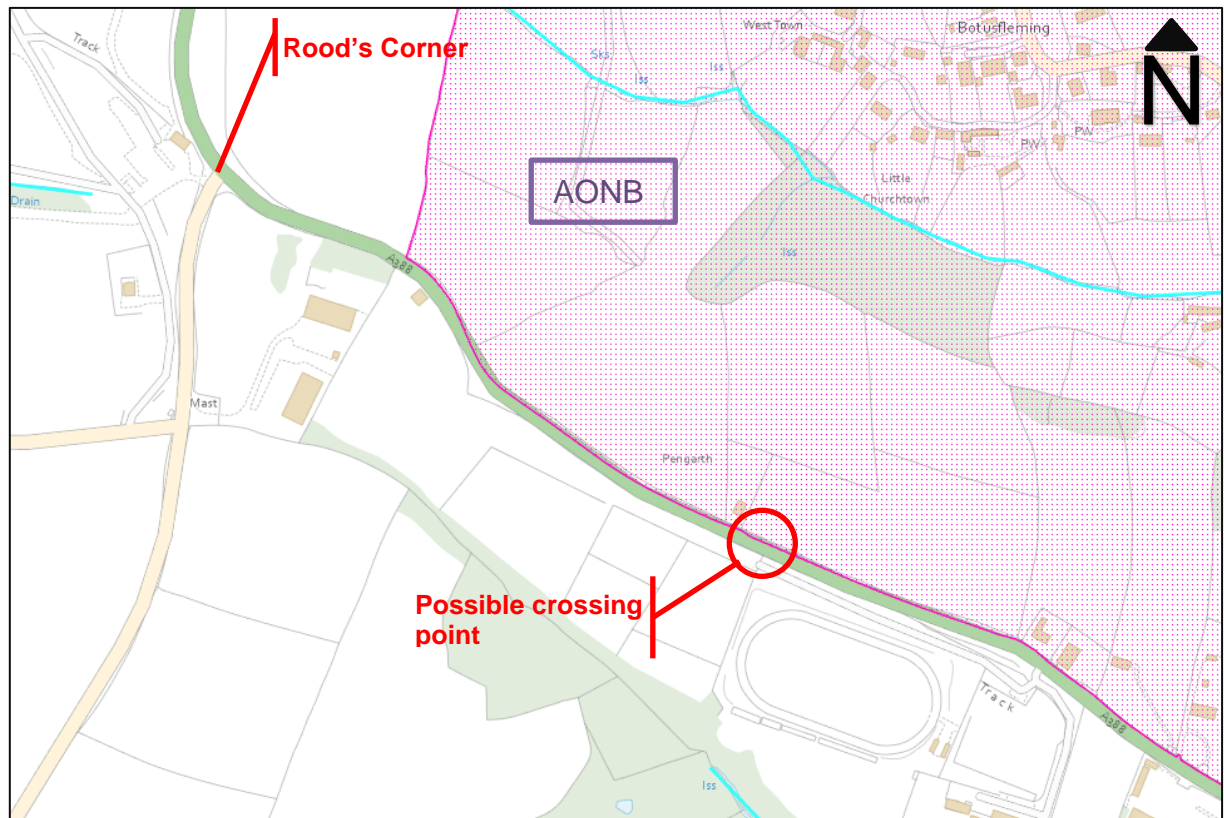 West Town
Botusfleming
Track
Rood's Corner
N
Sks
Iss
Iss
PW
PW
AONB
Little
Churchtown
Drain
Iss
A388
Mast
Pengarth
Possible crossing
point
Track
A388
Iss